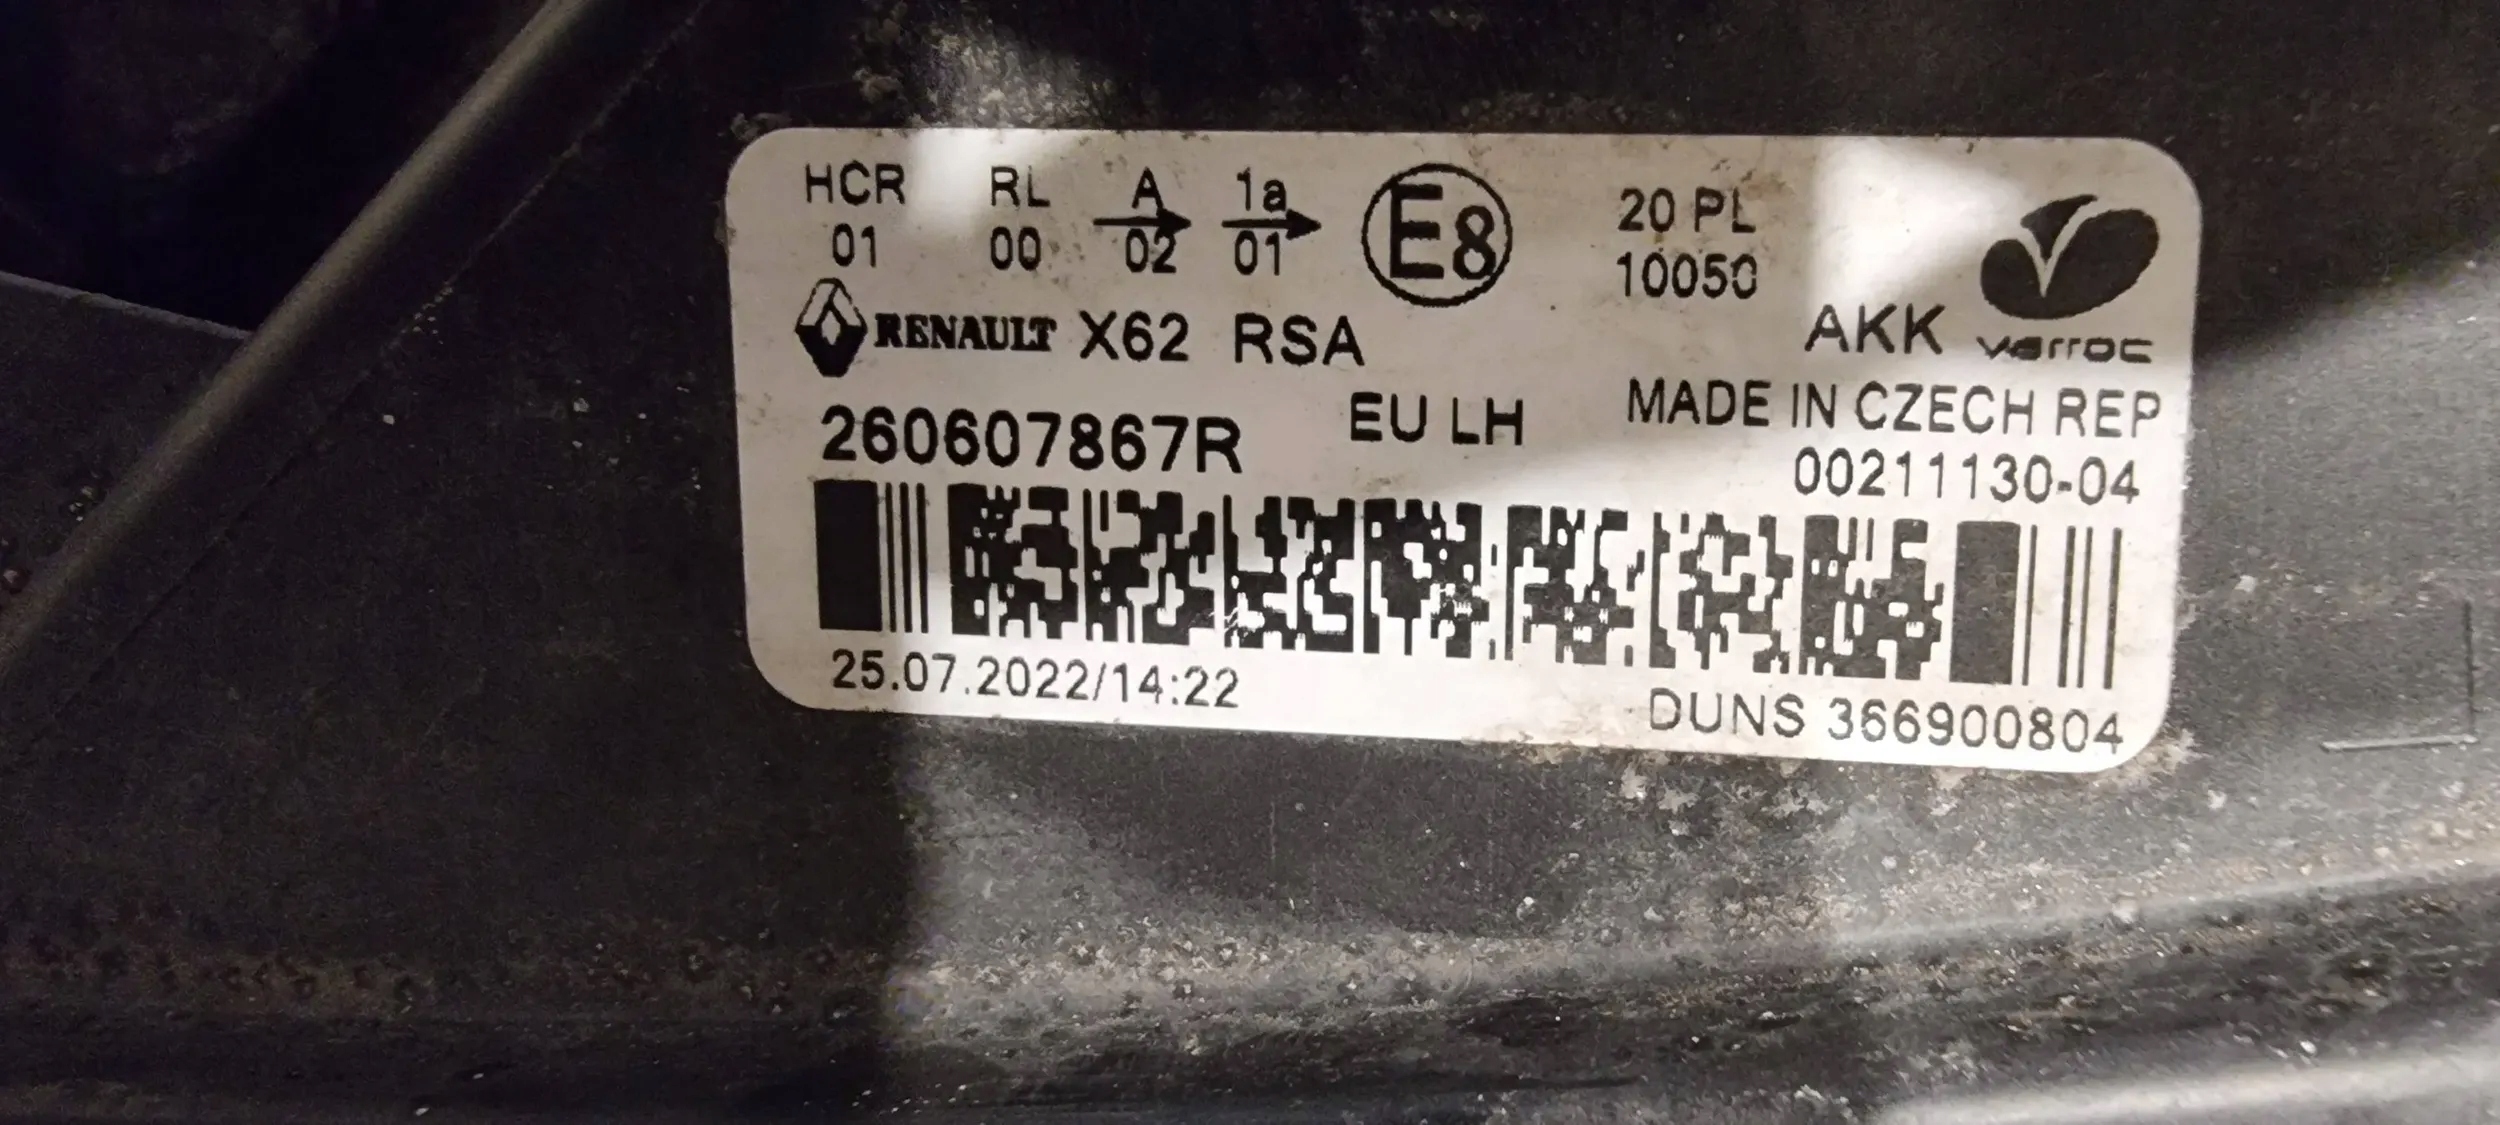 HCR RL A 1a E8 20 PL
01 00 02 01 10050
RENAULT X62 RSA AKK varroc
260607867R EU LH MADE IN CZECH REP
00211130-04
25.07.2022/14:22
DUNS 366900804